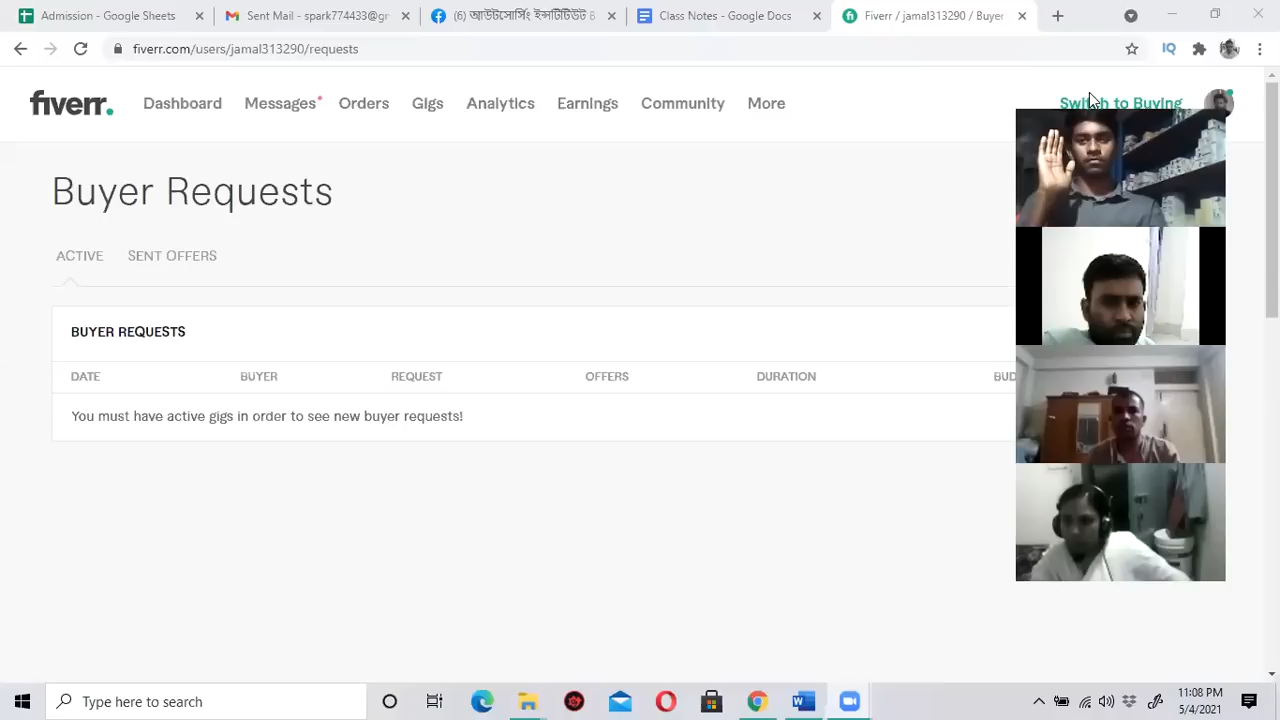 Admission - Google Sheets
Sent Mail - spark774433@gr
(i) আউটসোর্সিং ইন্সটিটিউট 6
Class Notes - Google Docs
Fiverr / jamal313290 / Buyer
fiverr.com/users/jamal313290/requests
IQ
fiverr.
Dashboard
Messages
Orders
Gigs
Analytics
Earnings
Community
More
Switch to Buying
Buyer Requests
ACTIVE
SENT OFFERS
BUYER REQUESTS
DATE
BUYER
REQUEST
OFFERS
DURATION
BUD
You must have active gigs in order to see new buyer requests!
Type here to search
11:08 PM
5/4/2021